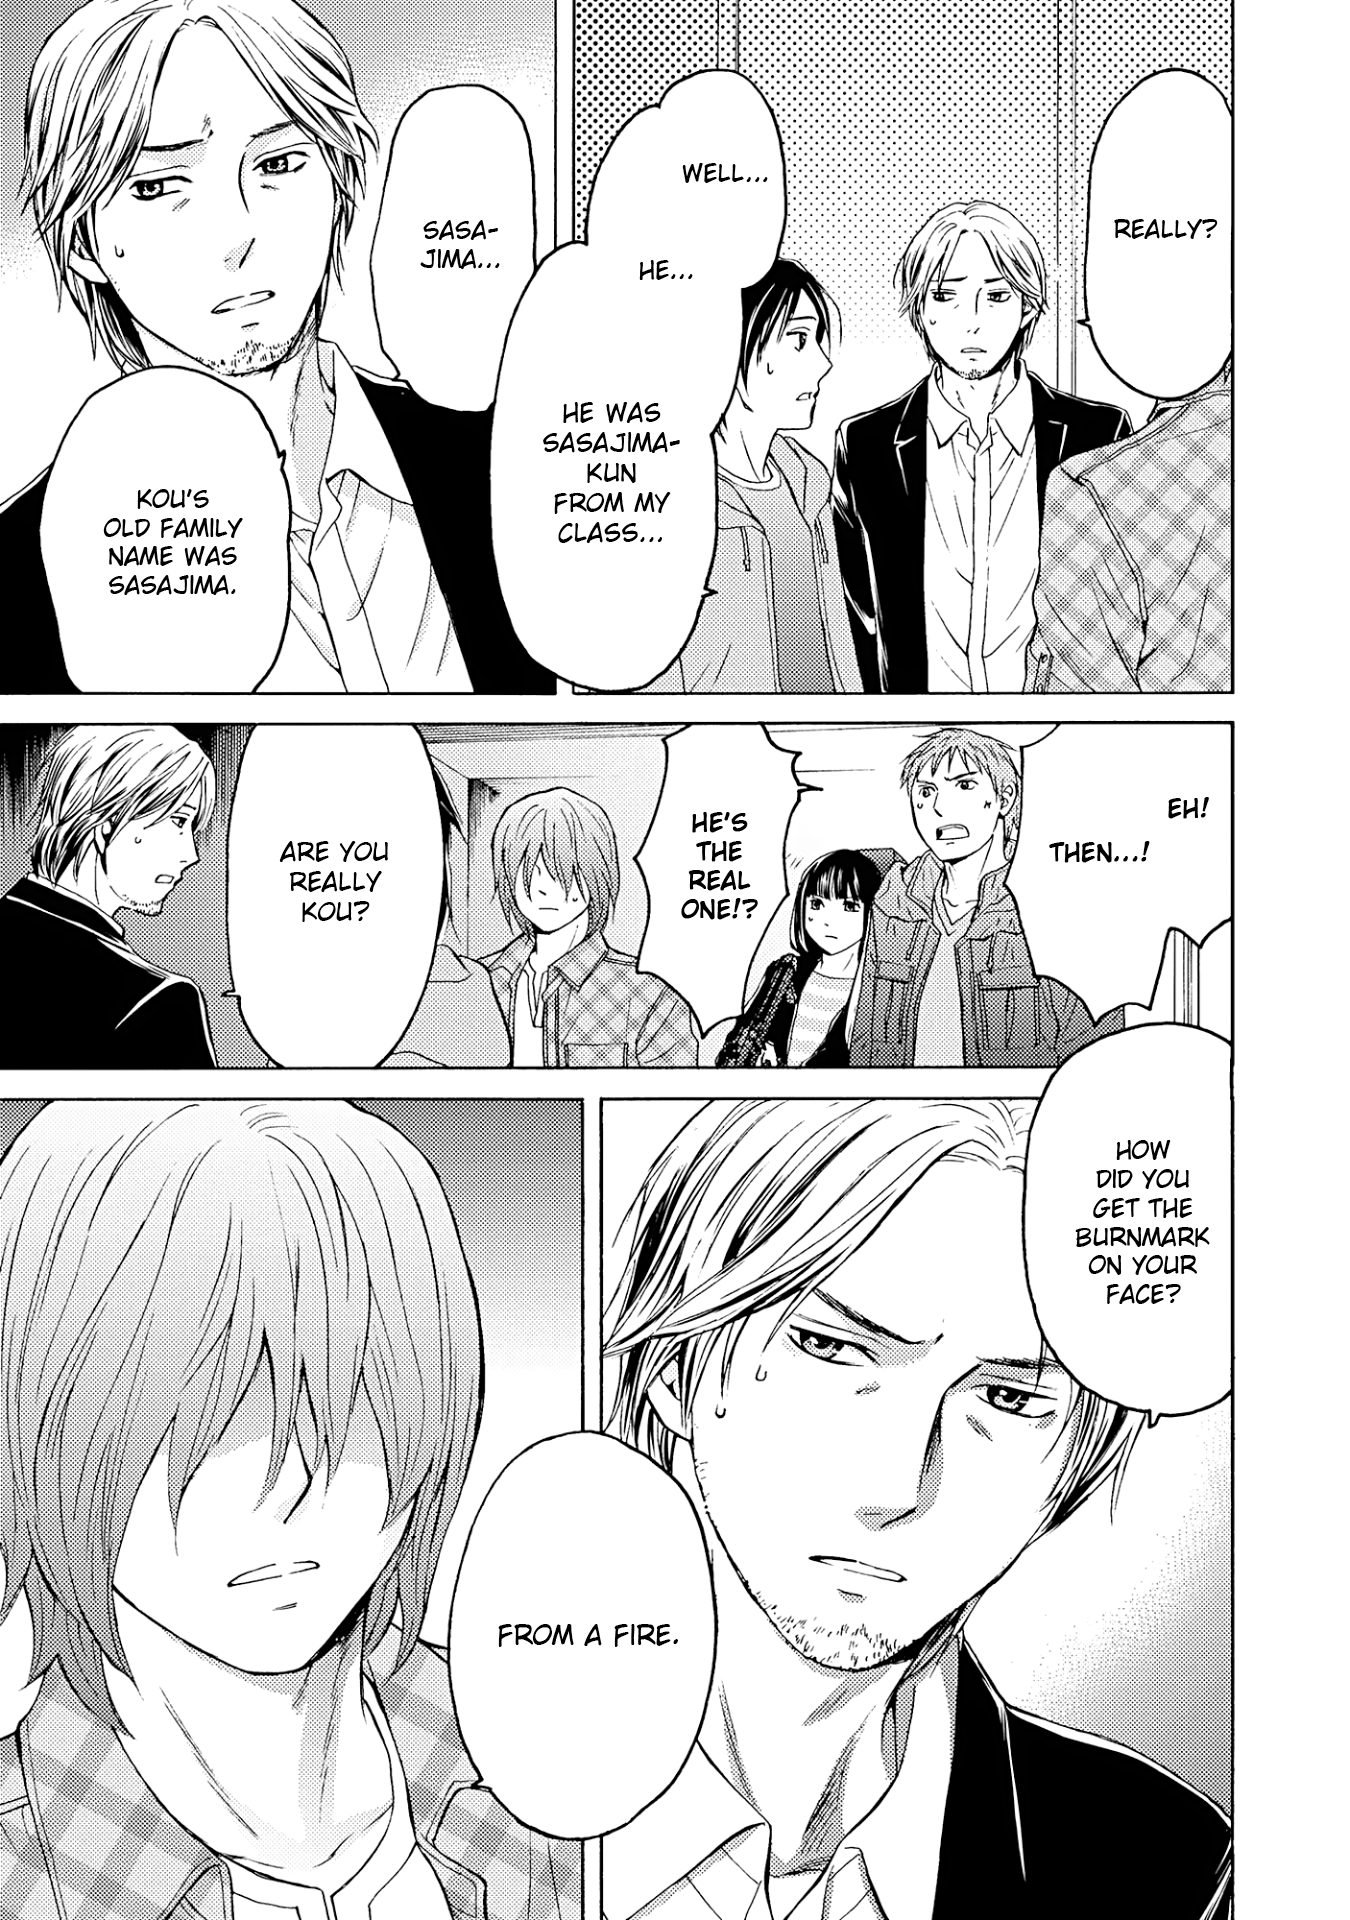 REALLY?
WELL...
HE...
HE WAS
SASAJIMA-
KUN
FROM MY
CLASS...
SASA-
JIMA...
KOU'S
OLD FAMILY
NAME WAS
SASAJIMA.
EH!
THEN...!
HE'S
THE
REAL
ONE!?
ARE YOU
REALLY
KOU?
HOW
DID YOU
GET THE
BURNMARK
ON YOUR
FACE?
FROM A FIRE.